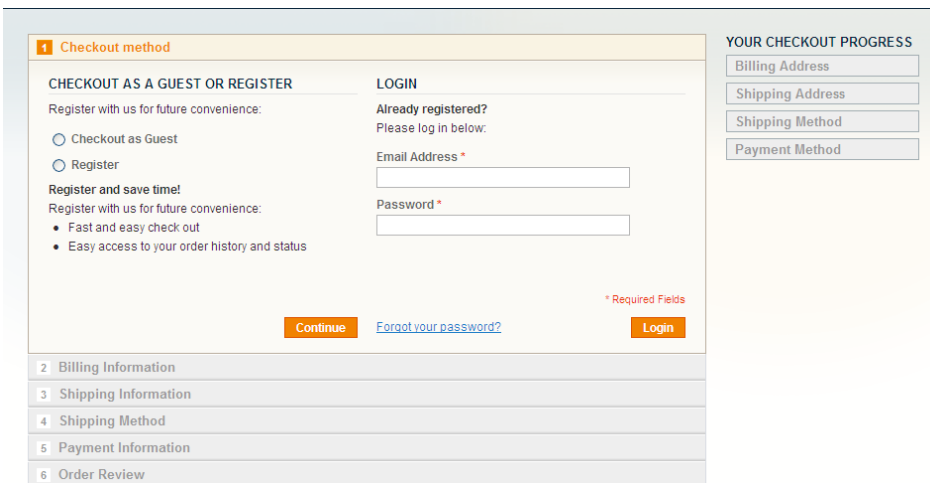 1 Checkout method
CHECKOUT AS A GUEST OR REGISTER
Register with us for future convenience:
Checkout as Guest
Register
Register and save time!
Register with us for future convenience:
• Fast and easy check out
• Easy access to your order history and status
Continue
LOGIN
Already registered?
Please log in below:
Email Address *
Password *
* Required Fields
Forgot your password?
Login
2 Billing Information
3 Shipping Information
4 Shipping Method
5 Payment Information
6 Order Review
YOUR CHECKOUT PROGRESS
Billing Address
Shipping Address
Shipping Method
Payment Method